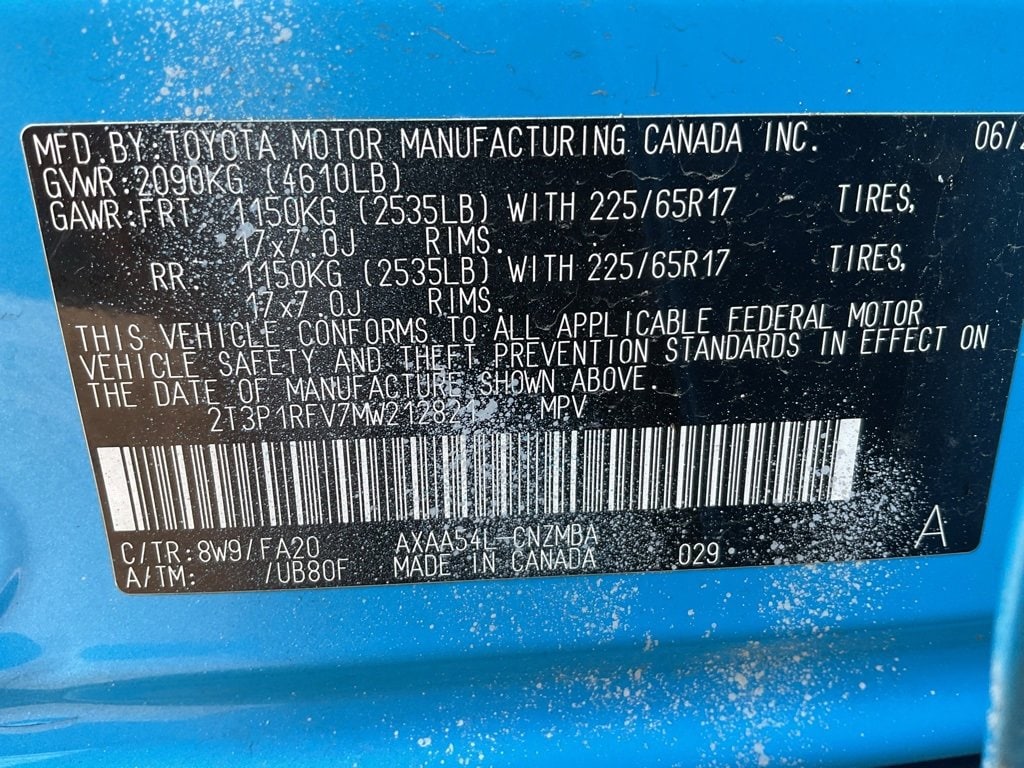 MFD.BY:TOYOTA MOTOR MANUFACTURING CANADA INC. 06/
GVWR:2090KG (4610LB)
GAWR:FRT 1150KG (2535LB) WITH 225/65R17 TIRES,
17x7.0J RIMS.
RR 1150KG (2535LB) WITH 225/65R17 TIRES,
17x7.0J RIMS.
THIS VEHICLE CONFORMS TO ALL APPLICABLE FEDERAL MOTOR
VEHICLE SAFETY AND THEFT PREVENTION STANDARDS IN EFFECT ON
THE DATE OF MANUFACTURE SHOWN ABOVE.
2T3P1RFV7MW212821 MPV
C/TR:8W9/FA20 AXAA54L-CNZMBA A
A/TM: /UB80F MADE IN CANADA 029